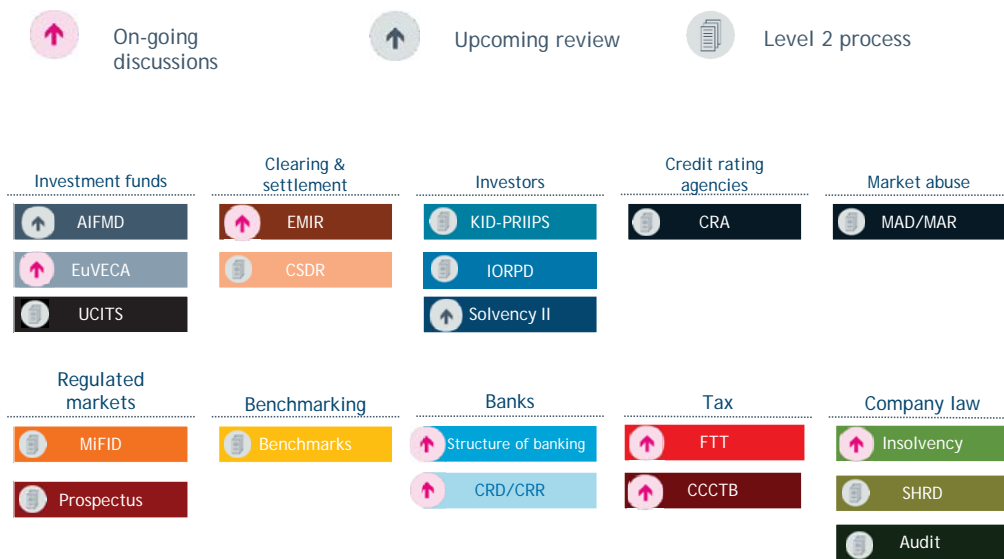 On-going
discussions
Upcoming review
Level 2 process
Investment funds
AIFMD
EuVECA
UCITS
Clearing &
settlement
EMIR
CSDR
Investors
KID-PRIIPS
IORPD
Solvency II
Credit rating
agencies
CRA
Market abuse
MAD/MAR
Regulated
markets
MiFID
Prospectus
Benchmarking
Benchmarks
Banks
Structure of banking
CRD/CRR
Tax
FTT
CCCTB
Company law
Insolvency
SHRD
Audit